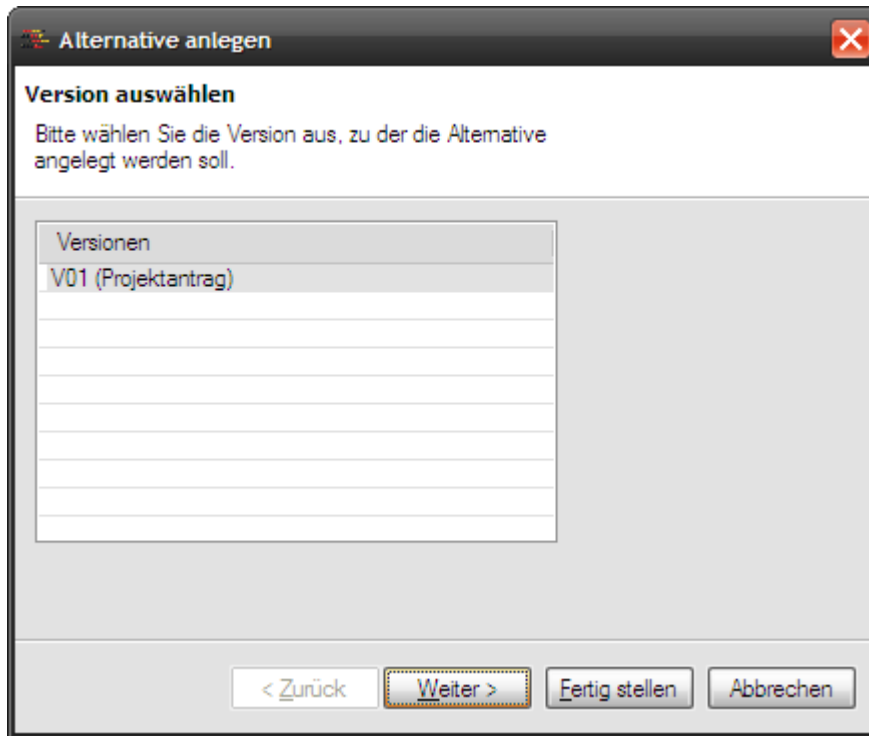 Alternative anlegen
Version auswählen
Bitte wählen Sie die Version aus, zu der die Alternative
angelegt werden soll.
Versionen
V01 (Projektantrag)
< Zurück Weiter > Fertig stellen Abbrechen